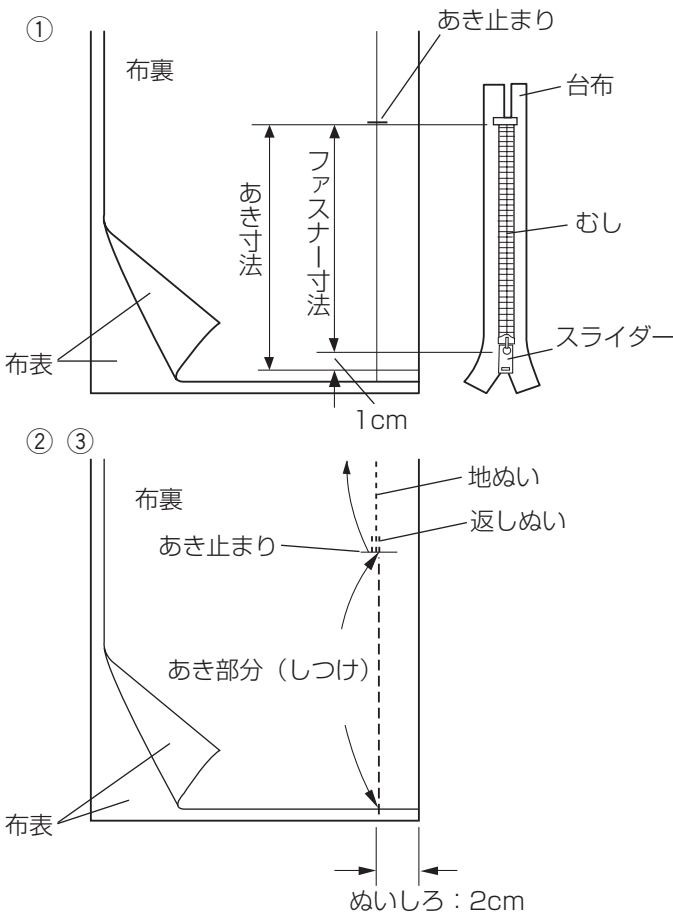 ①
あき止まり
布裏
台布
あき寸法
ファスナー寸法
むし
スライダー
布表
1cm
② ③
布裏
地ぬい
返しぬい
あき止まり
あき部分(しつけ)
布表
ぬいしろ:2cm